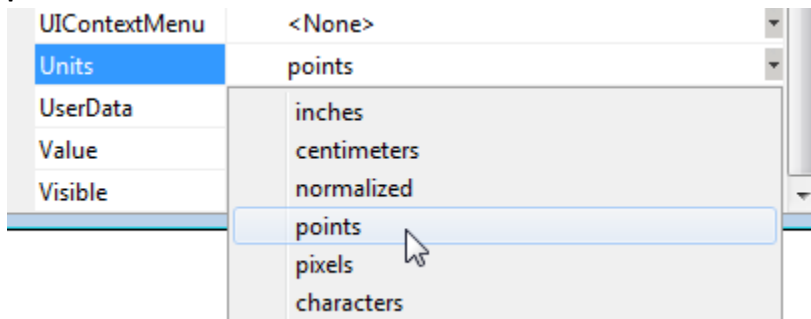 UIContextMenu <None>
Units points
UserData
inches
Value
centimeters
Visible
normalized
points
pixels
characters